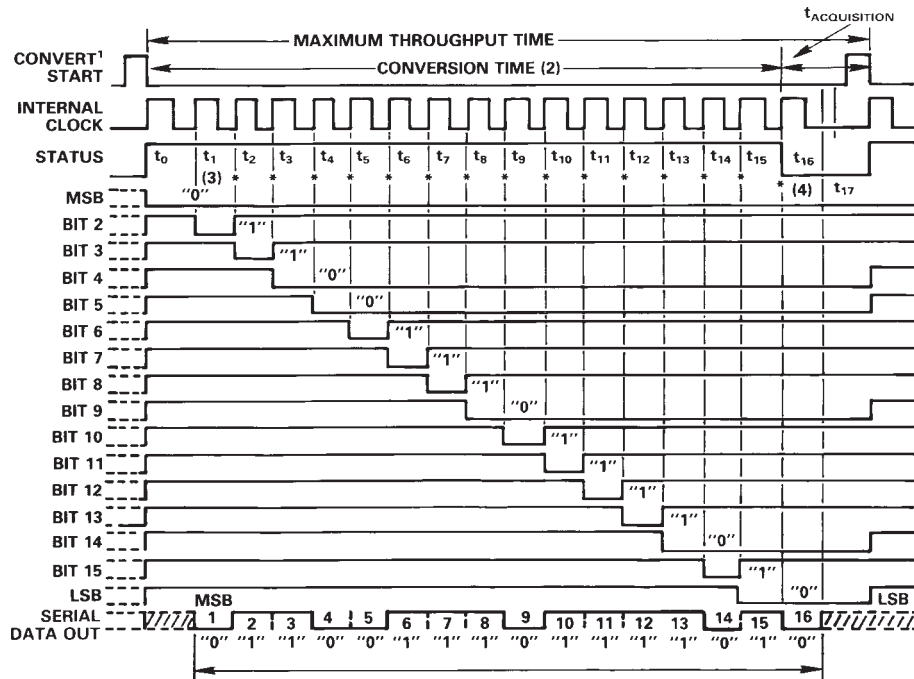 tACQUISITION
MAXIMUM THROUGHPUT TIME
CONVERT1
START
CONVERSION TIME (2)
INTERNAL
CLOCK
STATUS t0 t1 t2 t3 t4 t5 t6 t7 t8 t9 t10 t11 t12 t13 t14 t15 t16
(3) * * * * * * * * * * * * * * * (4) t17
MSB "0"
BIT 2 "1"
BIT 3 "1"
BIT 4 "0"
BIT 5 "0"
BIT 6 "1"
BIT 7 "1"
BIT 8 "1"
BIT 9 "0"
BIT 10 "1"
BIT 11 "1"
BIT 12 "1"
BIT 13 "1"
BIT 14 "0"
BIT 15 "1"
LSB "0" LSB
MSB
SERIAL
DATA OUT
1 2 3 4 5 6 7 8 9 10 11 12 13 14 15 16
"0" "1" "1" "0" "0" "1" "1" "1" "0" "1" "1" "1" "1" "0" "1" "0"